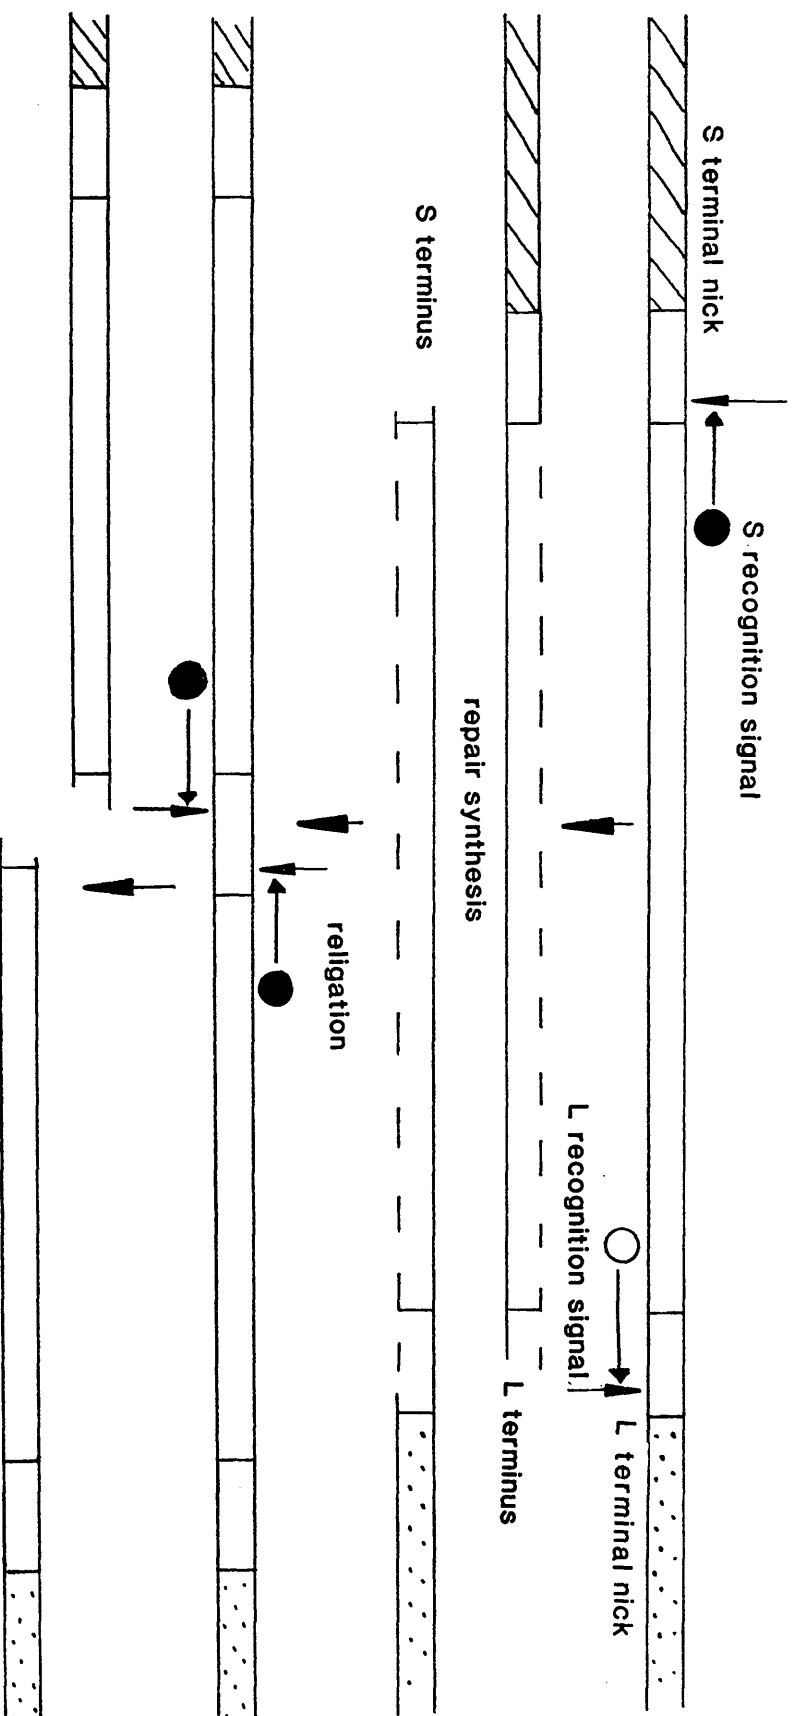 S terminal nick
S recognition signal
L recognition signal
L terminal nick
L terminus
repair synthesis
S terminus
religation